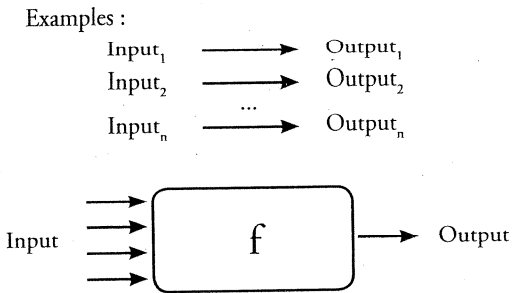 Examples :
Input₁ Output₁
Input₂ Output₂
...
Inputₙ Outputₙ
Input f Output